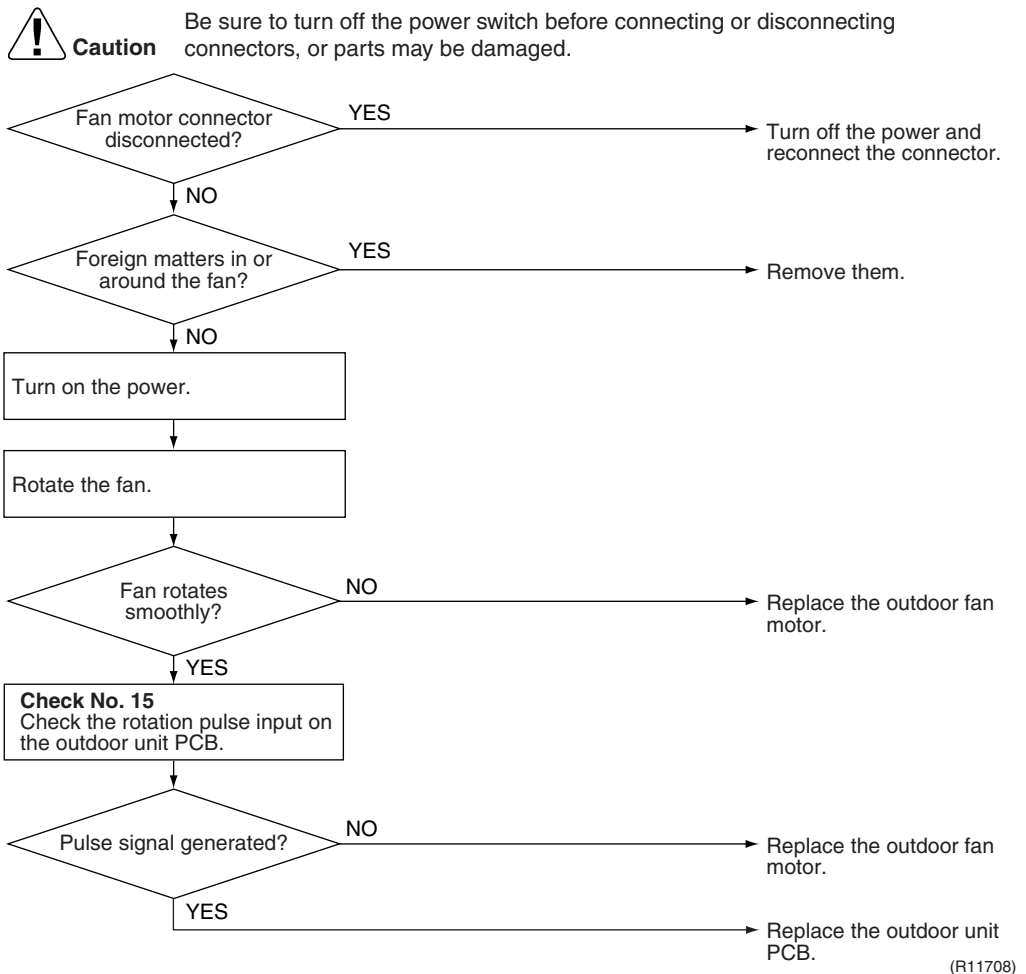 Caution
Be sure to turn off the power switch before connecting or disconnecting
connectors, or parts may be damaged.
Fan motor connector
disconnected?
YES
Turn off the power and
reconnect the connector.
NO
Foreign matters in or
around the fan?
YES
Remove them.
NO
Turn on the power.
Rotate the fan.
Fan rotates
smoothly?
NO
Replace the outdoor fan
motor.
YES
Check No. 15
Check the rotation pulse input on
the outdoor unit PCB.
Pulse signal generated?
NO
Replace the outdoor fan
motor.
YES
Replace the outdoor unit
PCB.
(R11708)